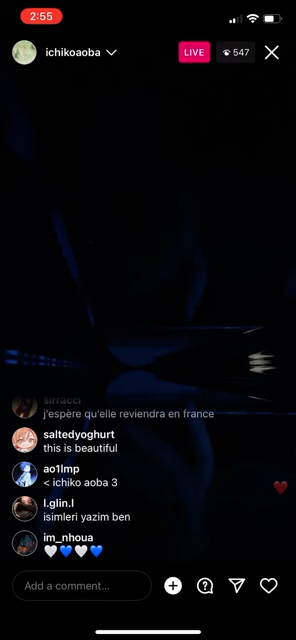 2:55
ichikoaoba
LIVE
547
sirracci
j'espère qu'elle reviendra en france
saltedyoghurt
this is beautiful
ao1lmp
< ichiko aoba 3
l.glin.l
isimleri yazim ben
im_nhoua
🤍💙🤍💙
Add a comment...